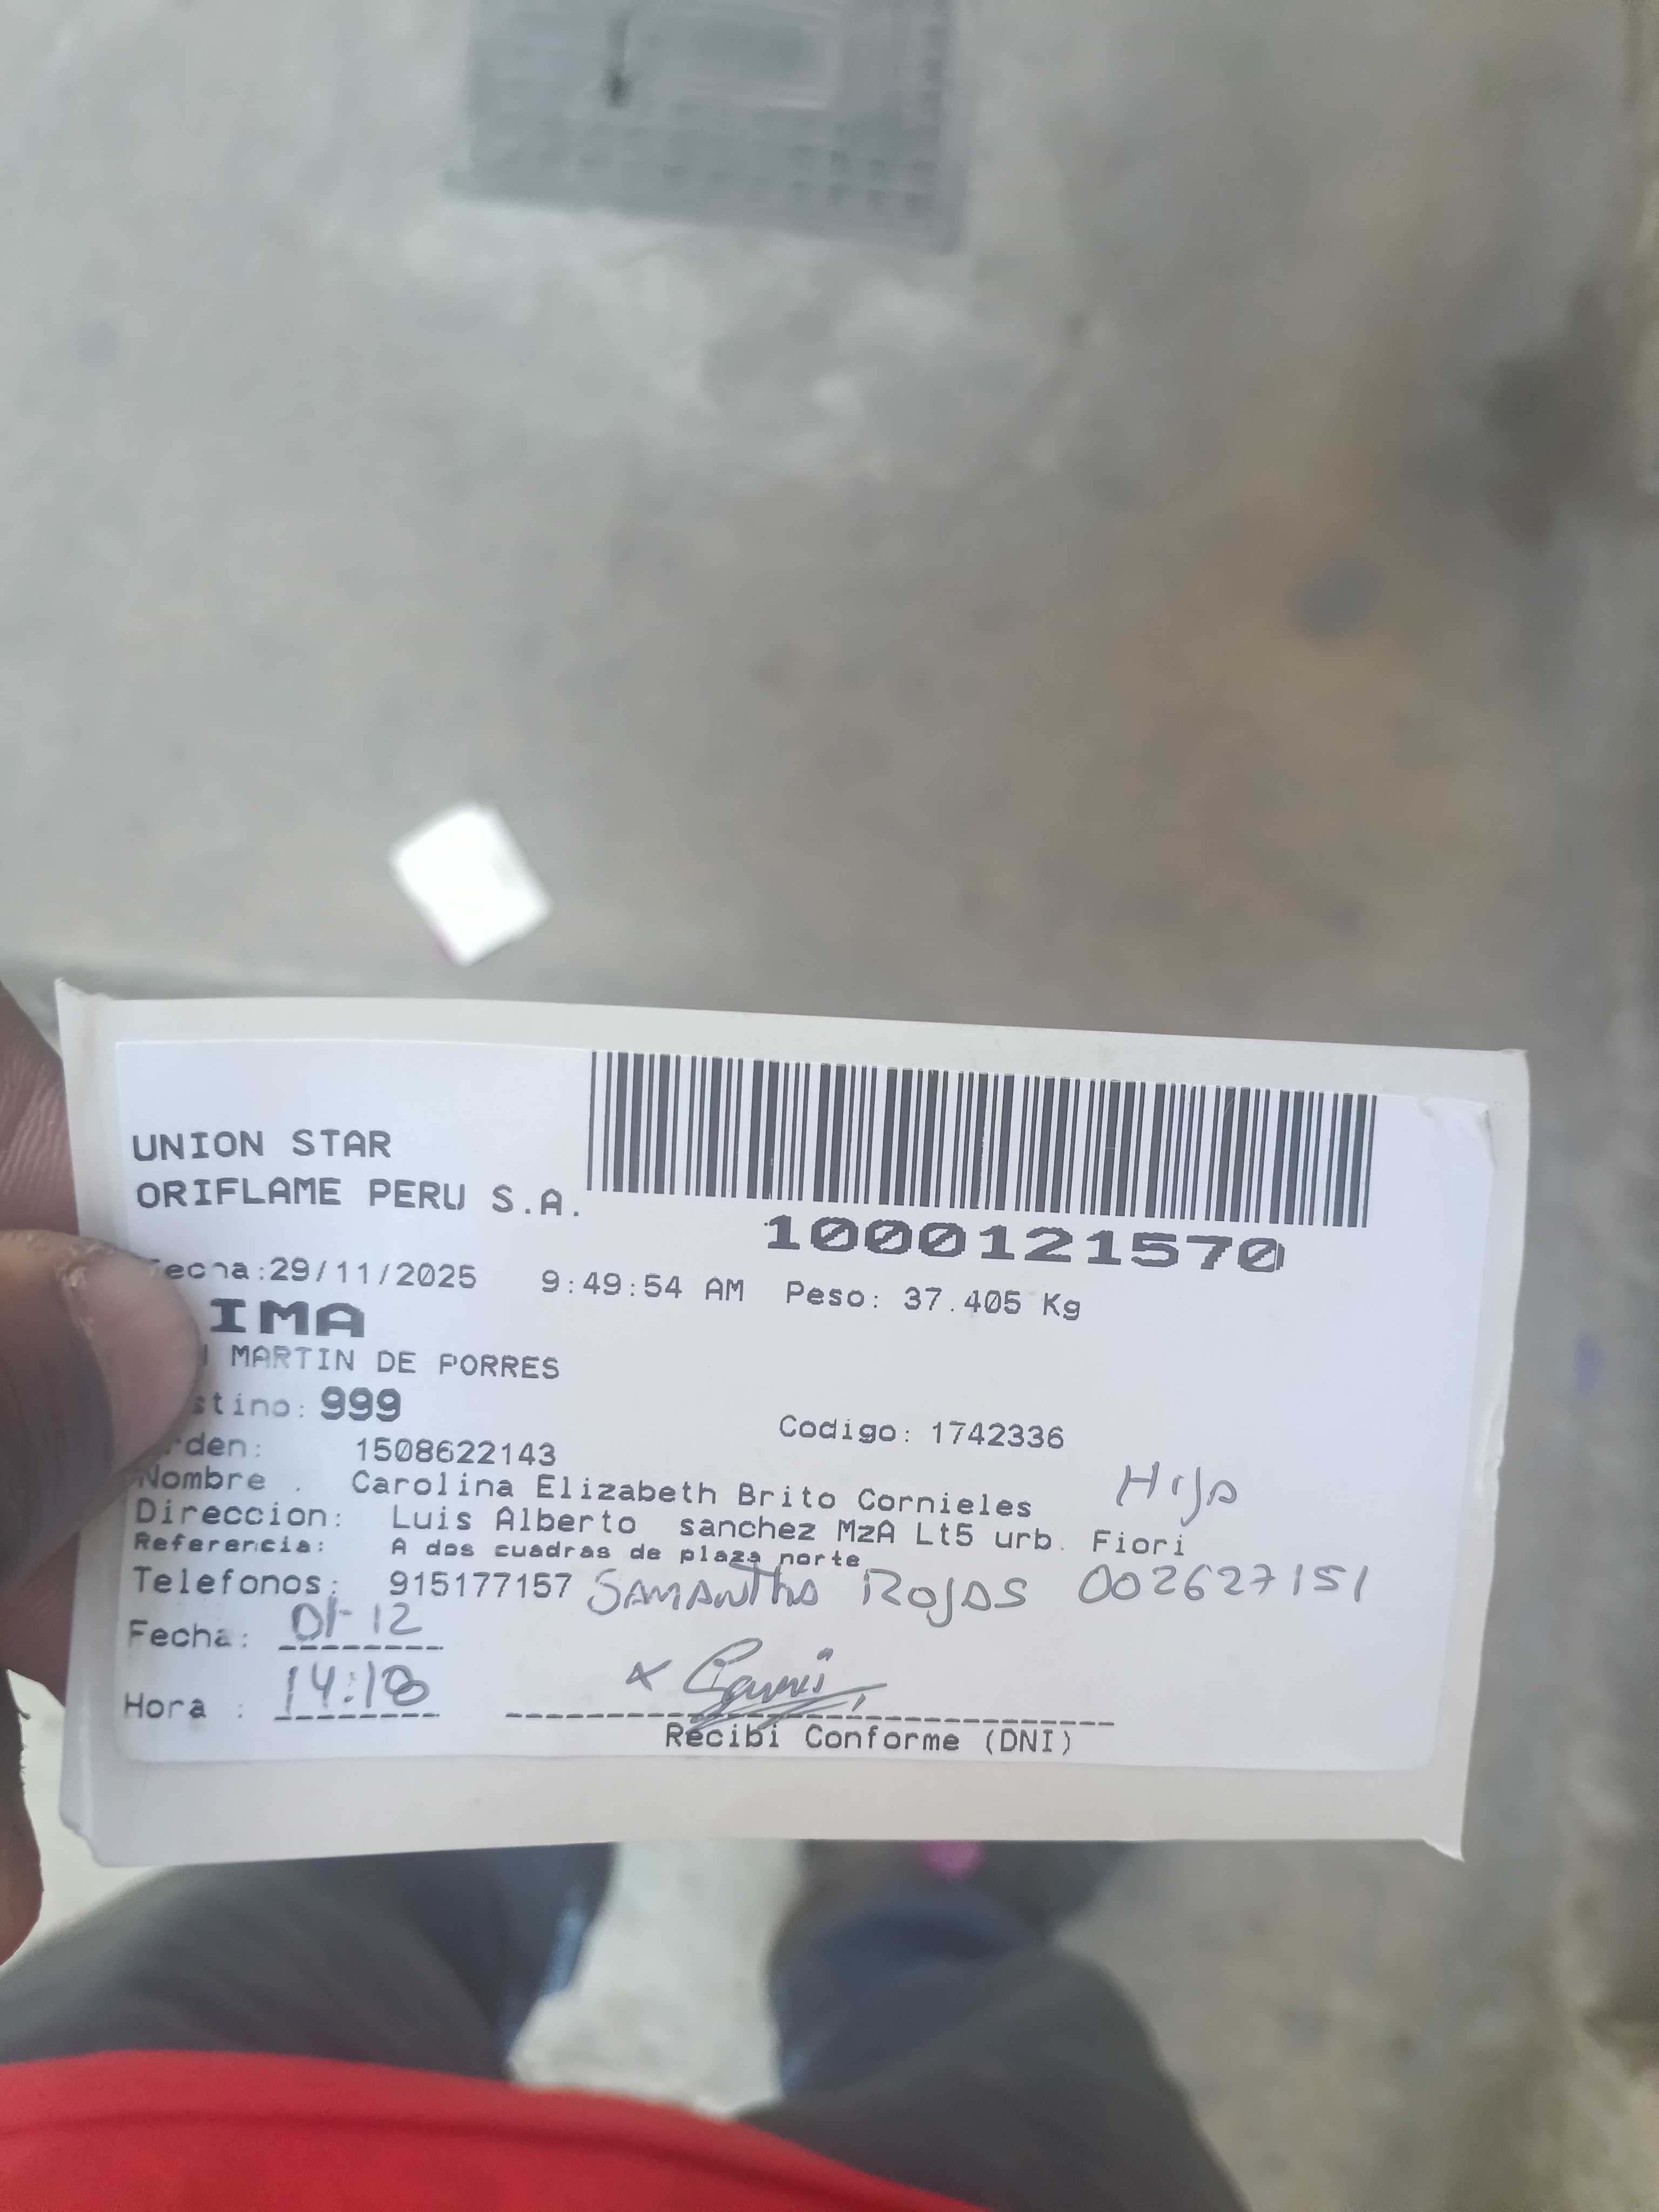 UNION STAR
ORIFLAME PERU S.A.
1000121570
echa:29/11/2025 9:49:54 AM Peso: 37.405 Kg
IMA
MARTIN DE PORRES
stino: 999
Codigo: 1742336
rden: 1508622143
Nombre . Carolina Elizabeth Brito Cornieles
Hija
Direccion: Luis Alberto sanchez MzA Lt5 urb. Fiori
Referencia: A dos cuadras de plaza norte
Telefonos: 915177157 SAMANTha ROJAS 002627151
Fecha: 01-12
Hora : 14:18
Recibi Conforme (DNI)